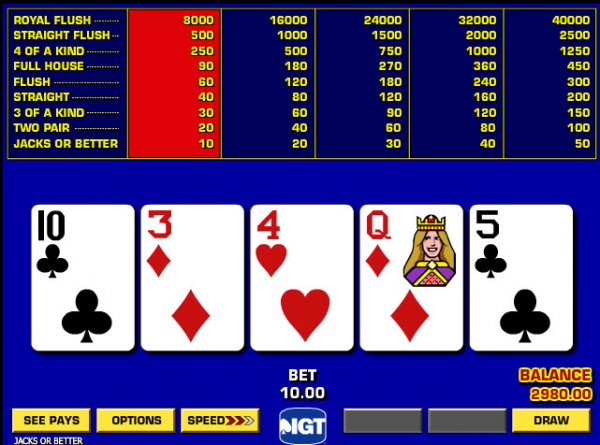 ROYAL FLUSH 8000 16000 24000 32000 40000
STRAIGHT FLUSH 500 1000 1500 2000 2500
4 OF A KIND 250 500 750 1000 1250
FULL HOUSE 90 180 270 360 450
FLUSH 60 120 180 240 300
STRAIGHT 40 80 120 160 200
3 OF A KIND 30 60 90 120 150
TWO PAIR 20 40 60 80 100
JACKS OR BETTER 10 20 30 40 50
10 3 4 Q 5
BET
10.00
BALANCE
2980.00
SEE PAYS OPTIONS SPEED IGT DRAW
JACKS OR BETTER